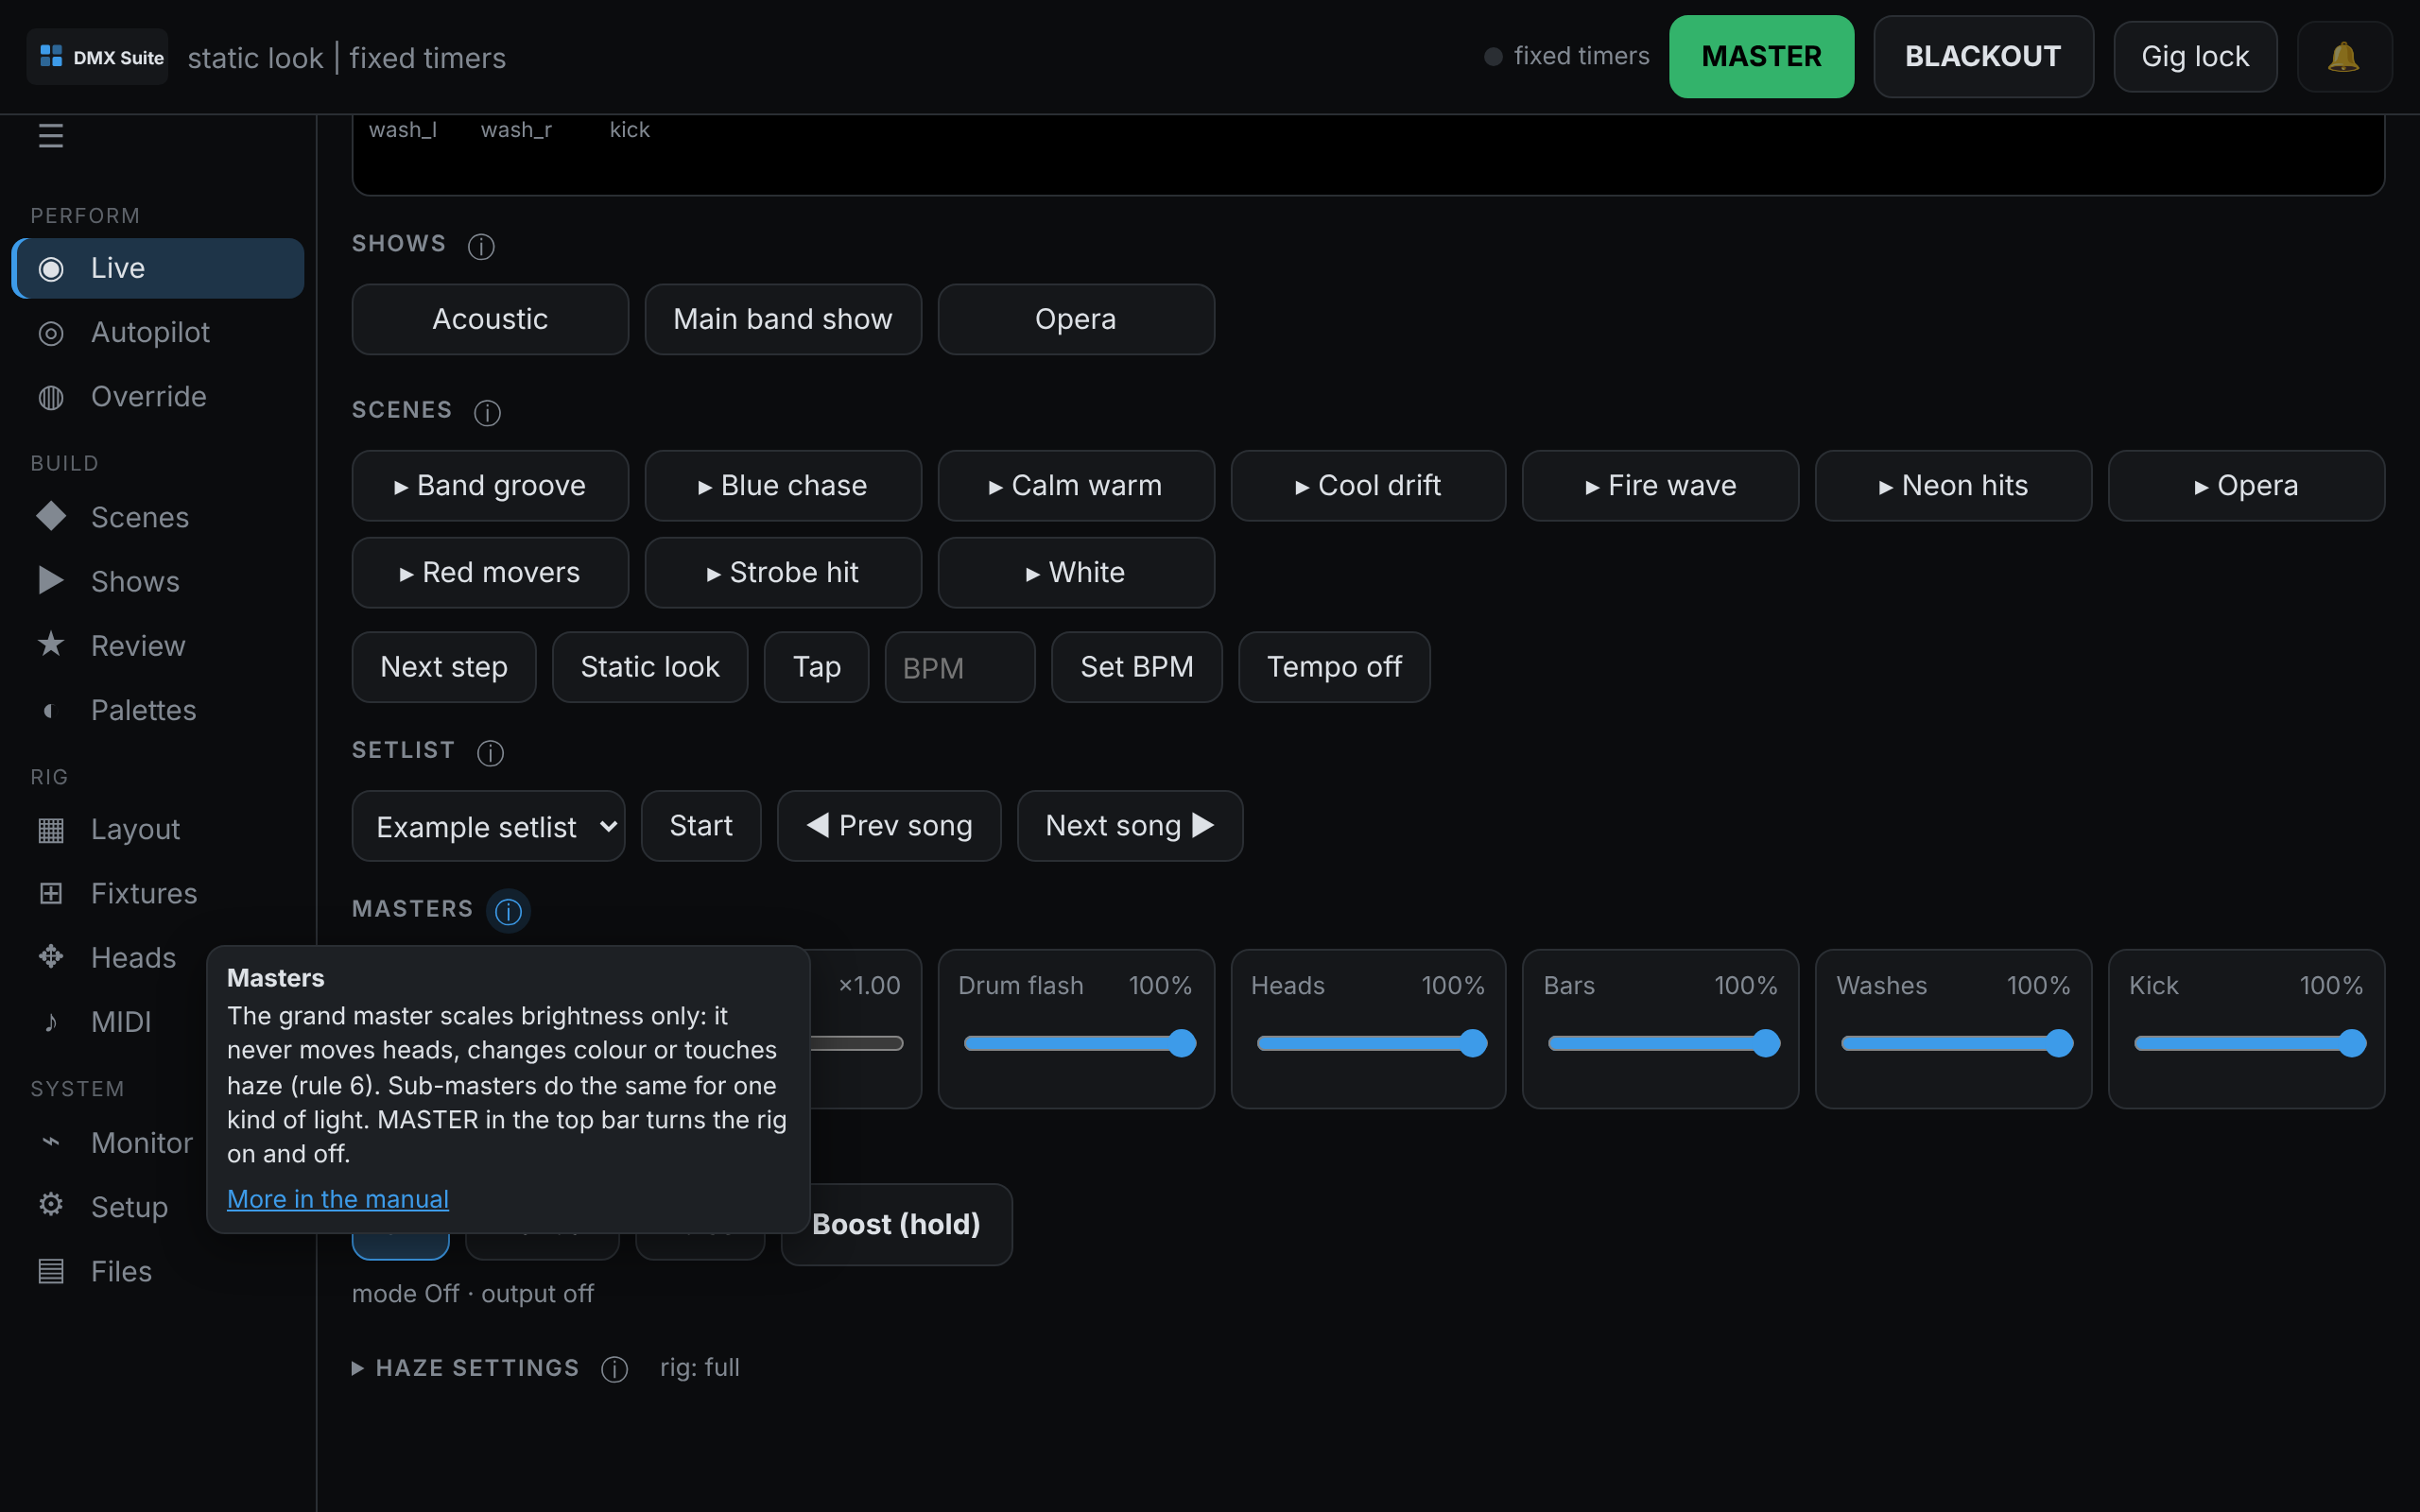 DMX Suite static look | fixed timers
fixed timers MASTER BLACKOUT Gig lock
wash_l wash_r kick
PERFORM
Live
Autopilot
Override
BUILD
Scenes
Shows
Review
Palettes
RIG
Layout
Fixtures
Heads
MIDI
SYSTEM
Monitor
Setup
Files
SHOWS
Acoustic Main band show Opera
SCENES
Band groove Blue chase Calm warm Cool drift Fire wave Neon hits Opera
Red movers Strobe hit White
Next step Static look Tap BPM Set BPM Tempo off
SETLIST
Example setlist Start Prev song Next song
MASTERS
×1.00 Drum flash 100% Heads 100% Bars 100% Washes 100% Kick 100%
Masters
The grand master scales brightness only: it
never moves heads, changes colour or touches
haze (rule 6). Sub-masters do the same for one
kind of light. MASTER in the top bar turns the rig
on and off.
More in the manual
Boost (hold)
mode Off · output off
HAZE SETTINGS rig: full